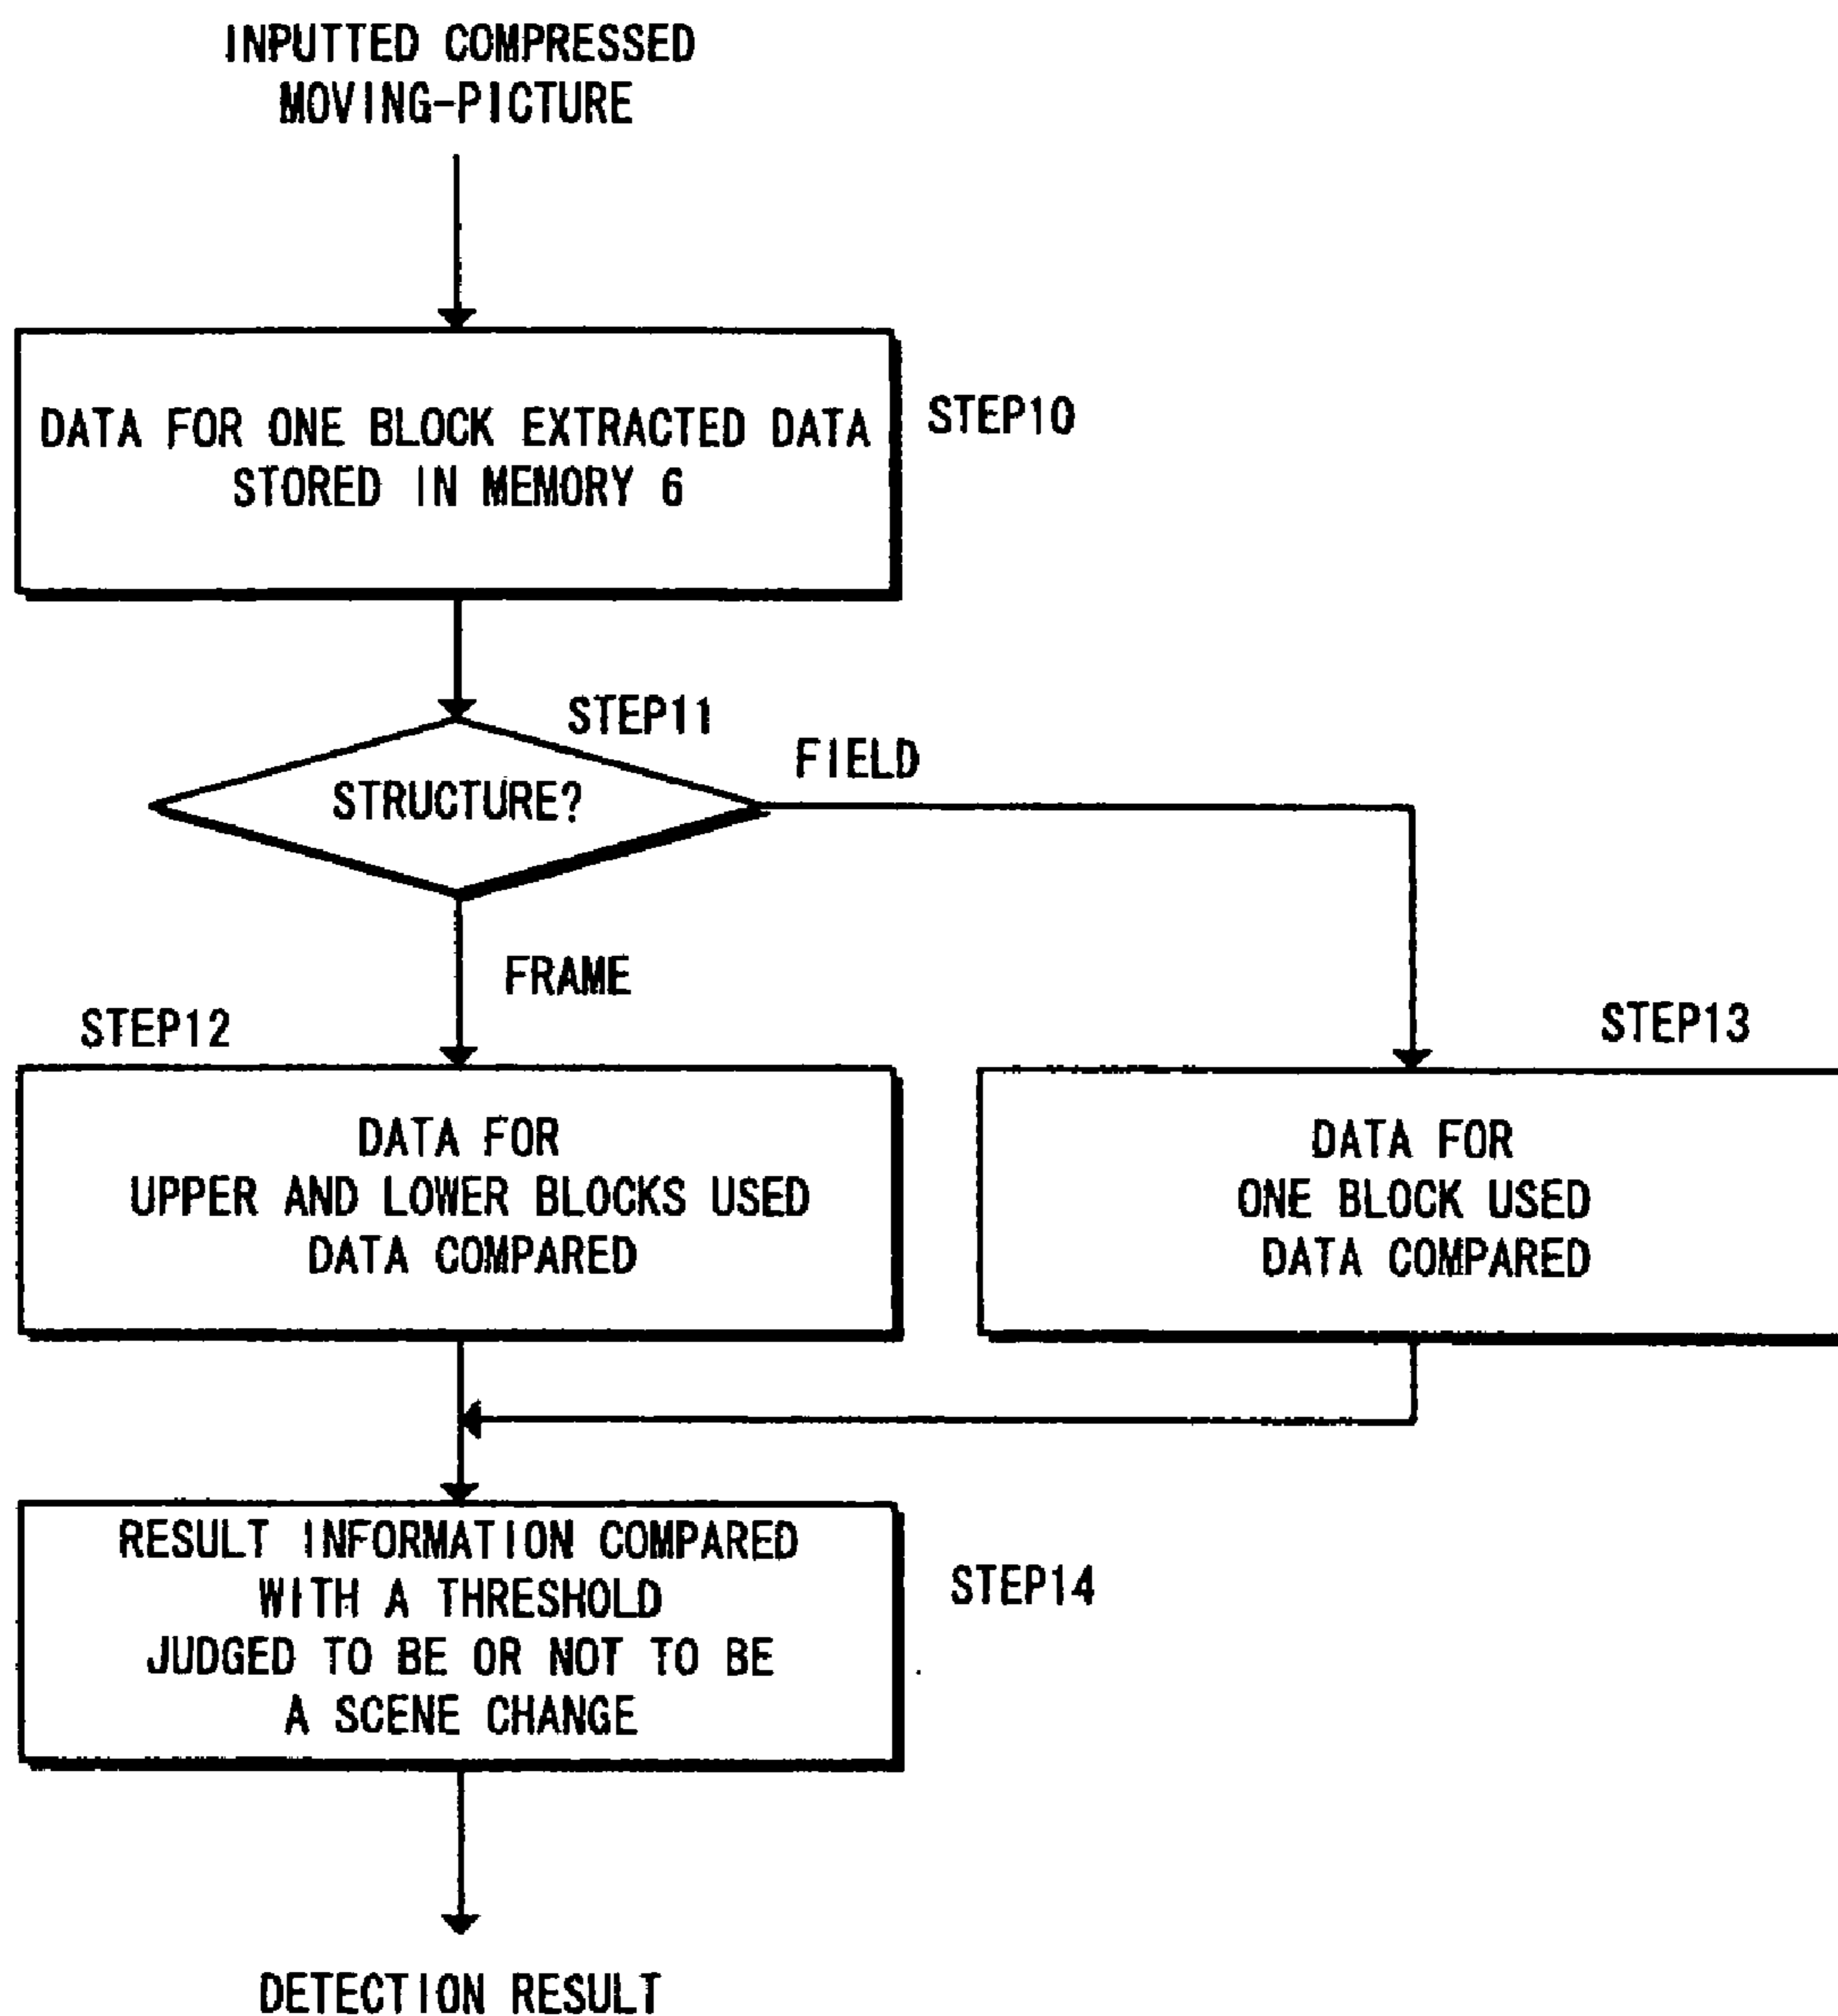 INPUTTED COMPRESSED
MOVING-PICTURE
DATA FOR ONE BLOCK EXTRACTED DATA
STORED IN MEMORY 6
STEP10
STEP11
STRUCTURE?
FIELD
FRAME
STEP12
DATA FOR
UPPER AND LOWER BLOCKS USED
DATA COMPARED
STEP13
DATA FOR
ONE BLOCK USED
DATA COMPARED
RESULT INFORMATION COMPARED
WITH A THRESHOLD
JUDGED TO BE OR NOT TO BE
A SCENE CHANGE
STEP14
DETECTION RESULT